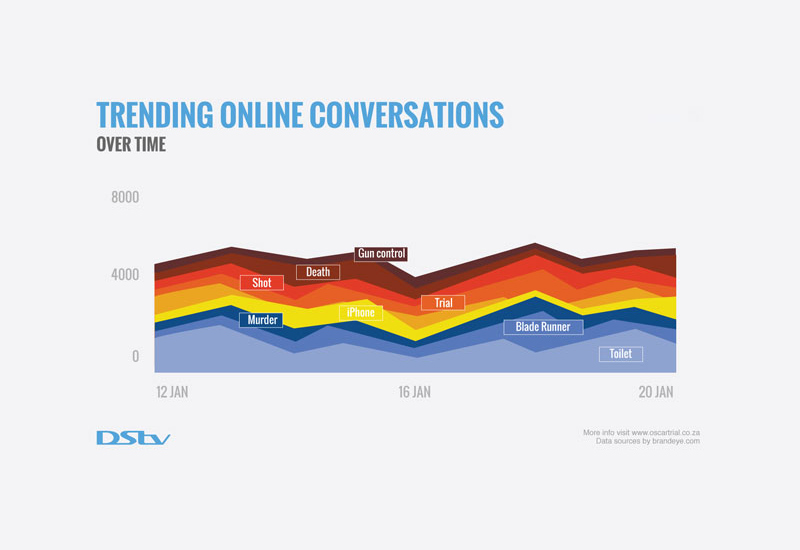 TRENDING ONLINE CONVERSATIONS
OVER TIME
8000
Gun control
Death
4000
Shot
Trial
iPhone
Murder
Blade Runner
0
Toilet
12 JAN
16 JAN
20 JAN
DStv
More info visit www.oscartrial.co.za
Data sources by brandeye.com